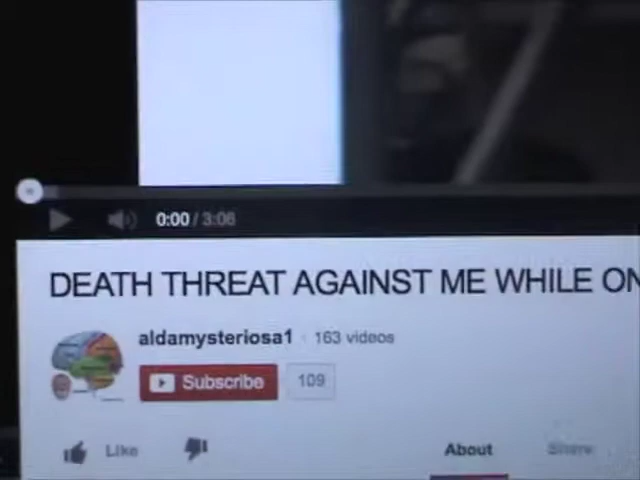 0:00 / 3:06
DEATH THREAT AGAINST ME WHILE ON
aldamysteriosa1 · 163 videos
Subscribe 109
Like
About Share